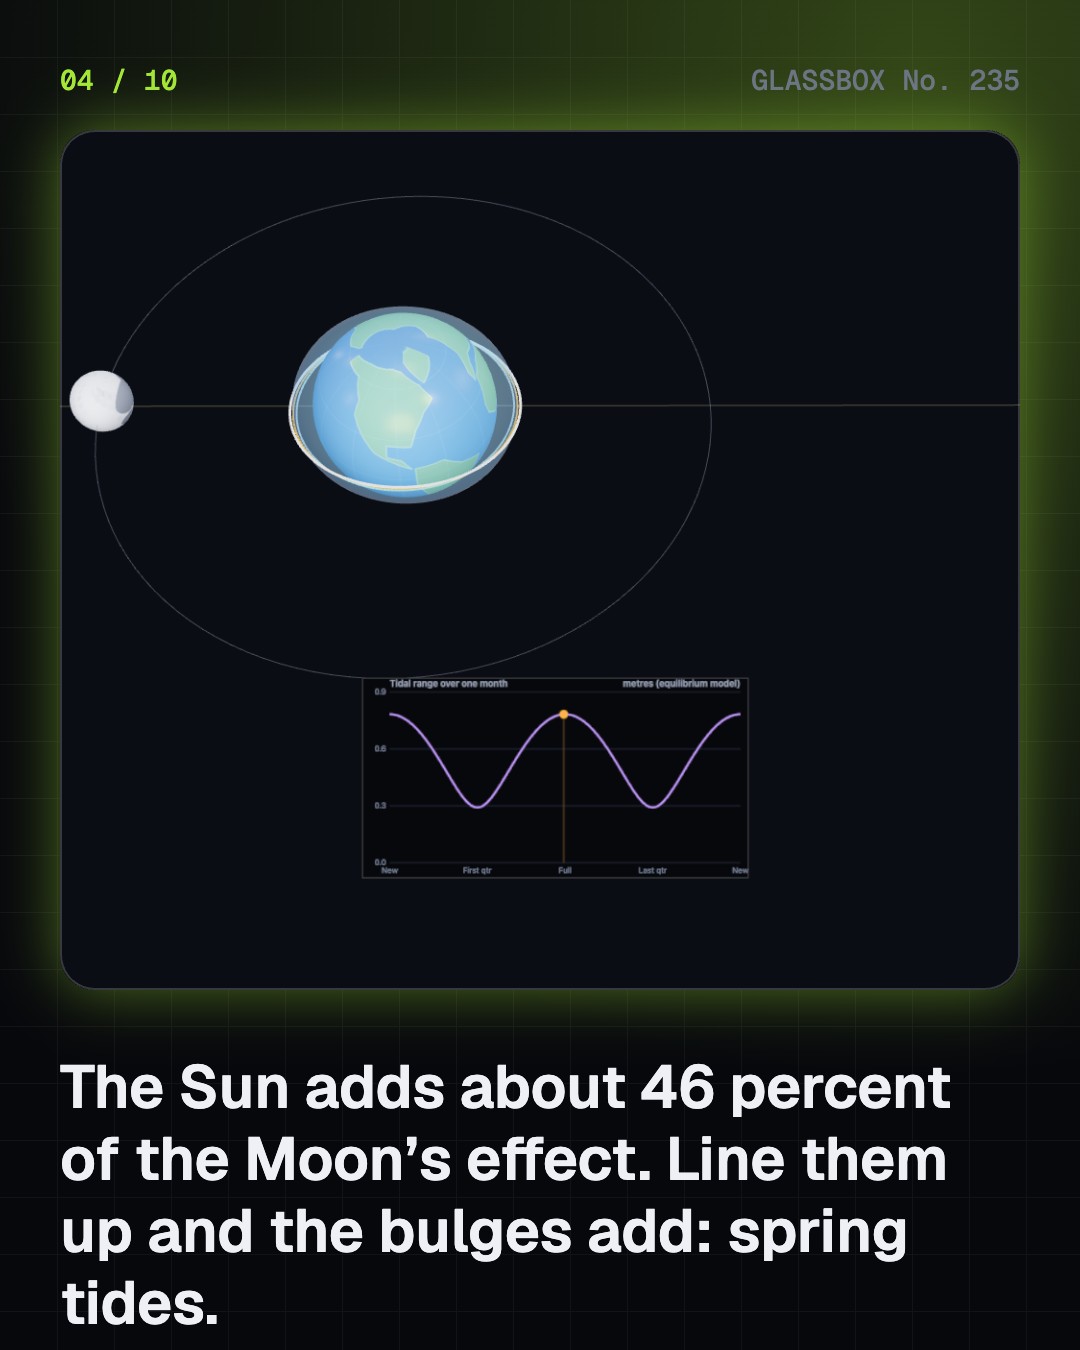 04 / 10
GLASSBOX No. 235
Tidal range over one month
metres (equilibrium model)
0.9
0.6
0.3
0.0
New
First qtr
Full
Last qtr
New
The Sun adds about 46 percent
of the Moon’s effect. Line them
up and the bulges add: spring
tides.